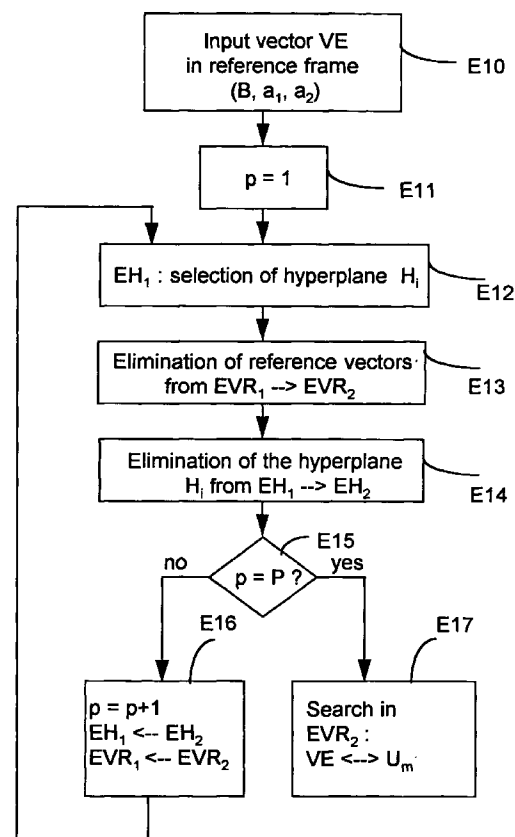 Input vector VE
in reference frame
(B, a₁, a₂)
E10
p = 1
E11
EH₁ : selection of hyperplane Hᵢ
E12
Elimination of reference vectors
from EVR₁ --> EVR₂
E13
Elimination of the hyperplane
Hᵢ from EH₁ --> EH₂
E14
E15
no
p = P ?
yes
E16
E17
p = p+1
EH₁ <-- EH₂
EVR₁ <-- EVR₂
Search in
EVR₂ :
VE <--> Uₘ